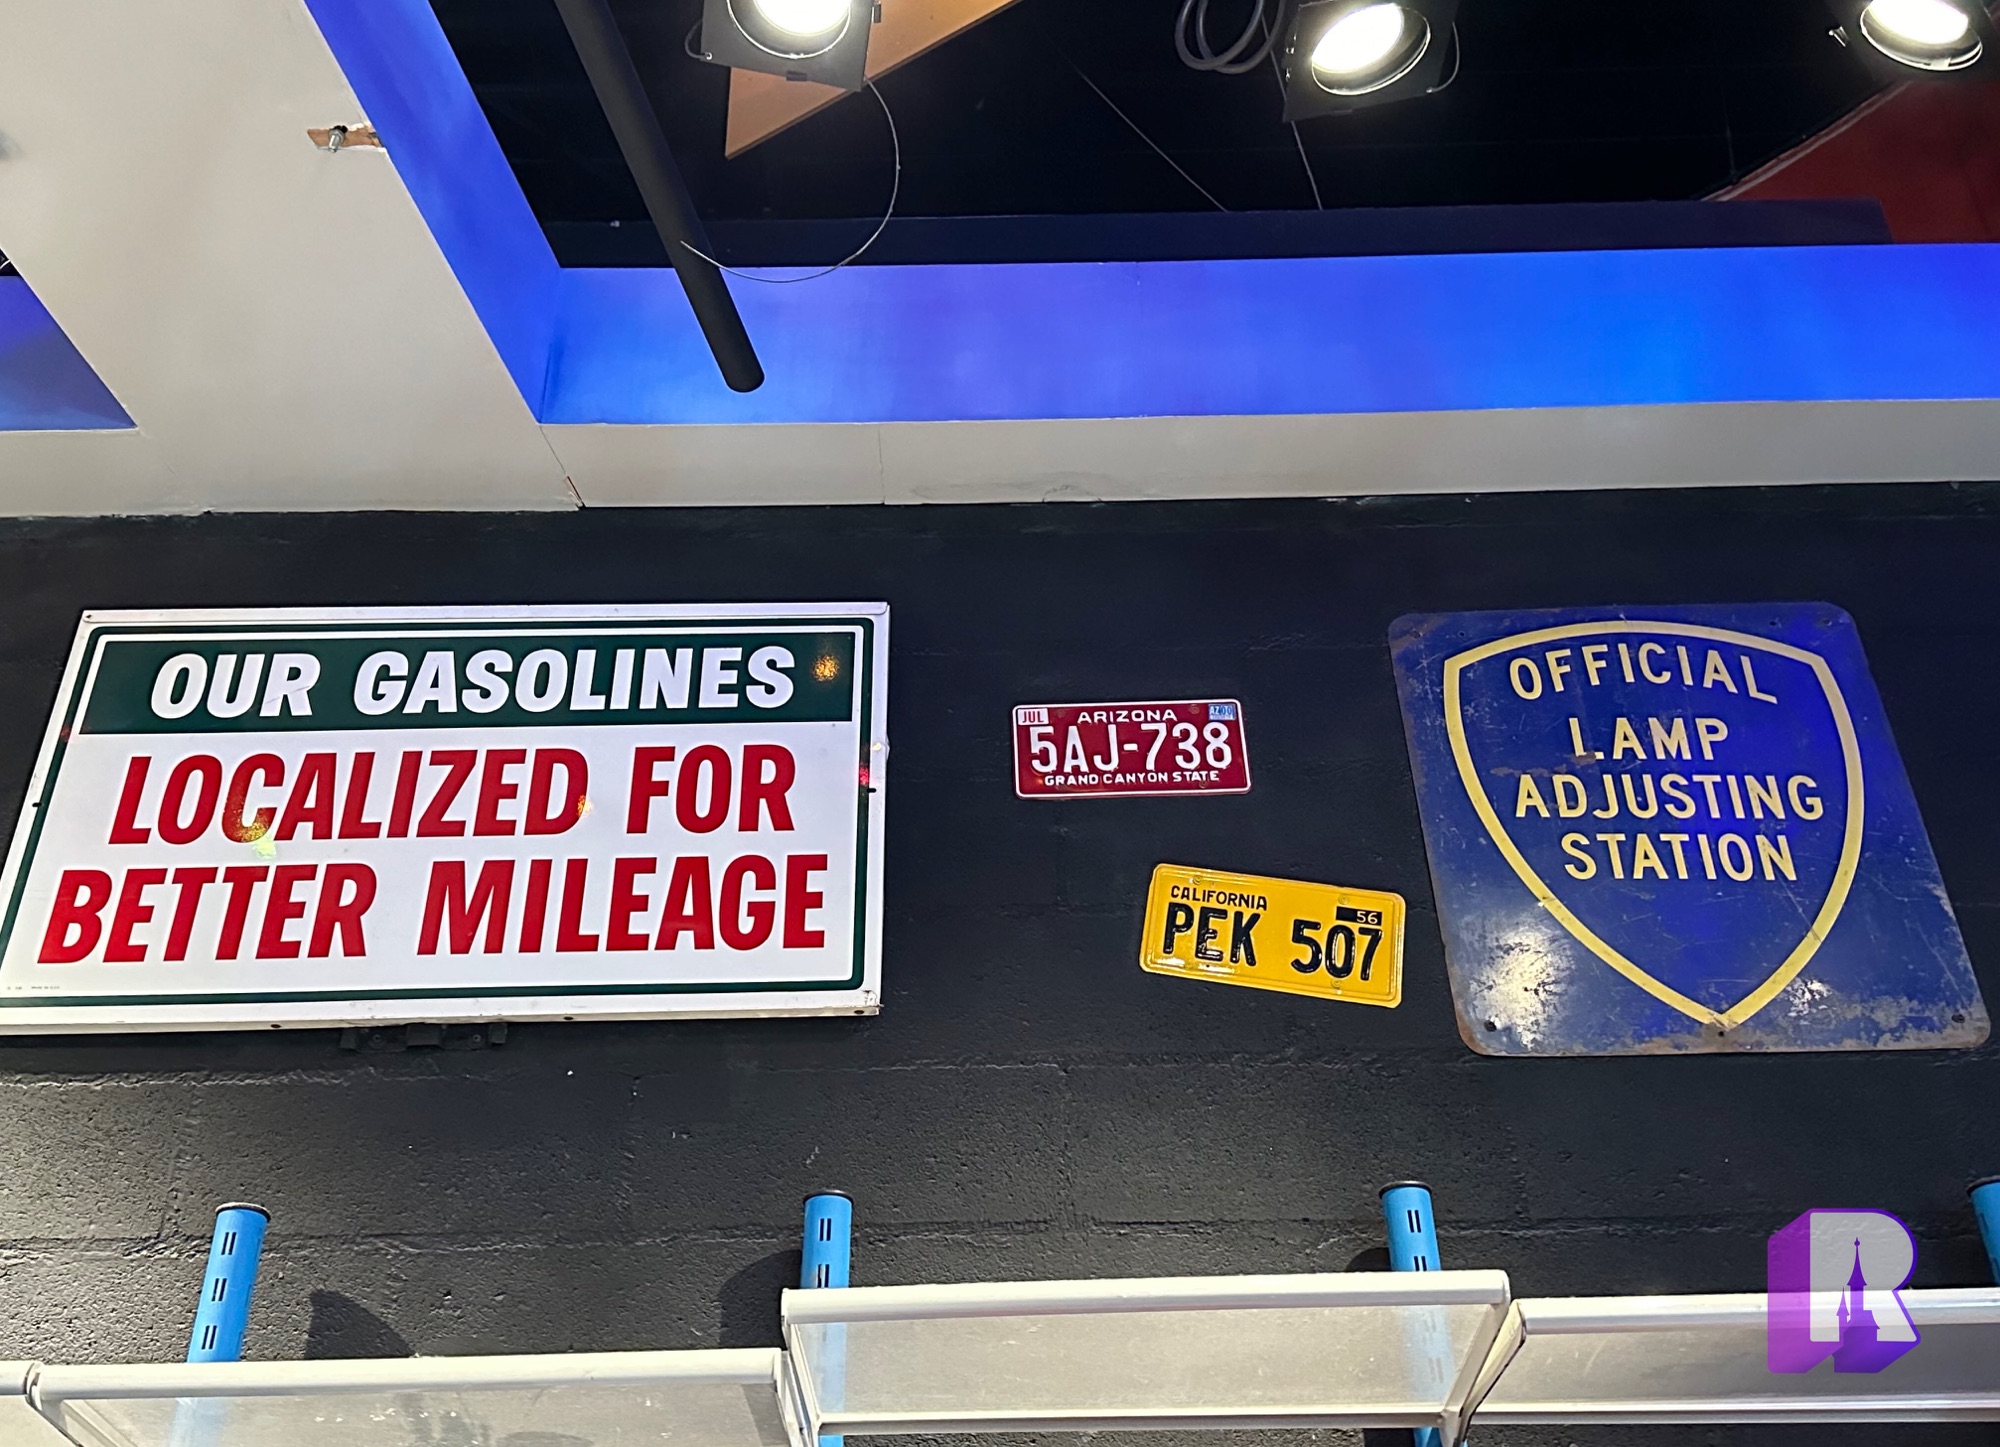 OUR GASOLINES
LOCALIZED FOR
BETTER MILEAGE
JUL
ARIZONA
5AJ-738
GRAND CANYON STATE
CALIFORNIA
56
PEK 507
OFFICIAL
LAMP
ADJUSTING
STATION
R